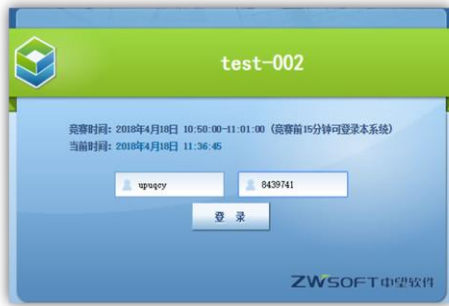 test-002
竞赛时间: 2018年4月18日 10:50:00-11:01:00 (竞赛前15分钟可登录本系统)
当前时间: 2018年4月18日 11:36:45
upuqcy
8439741
登 录
ZWSOFT中望软件